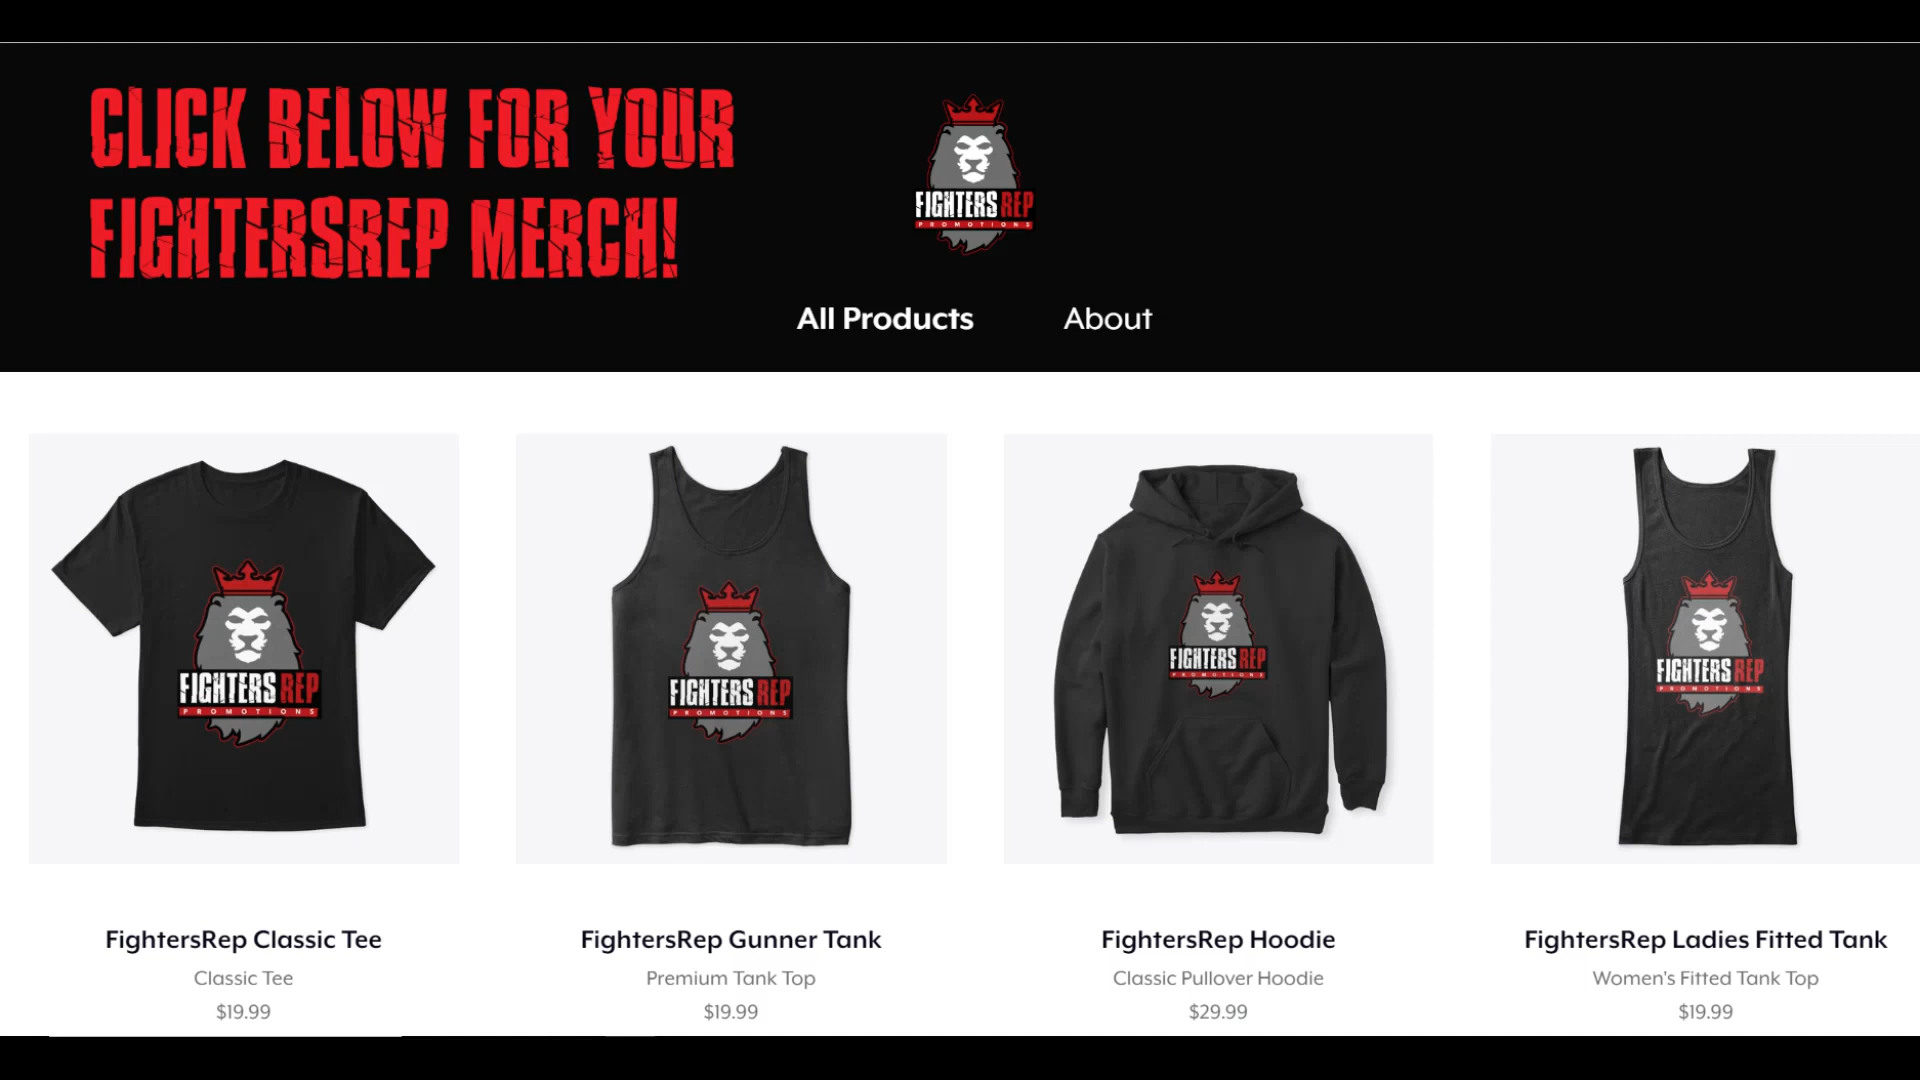 CLICK BELOW FOR YOUR
FIGHTERSREP MERCH!
FIGHTERS REP
PROMOTIONS
All Products
About
FIGHTERS REP
PROMOTIONS
FIGHTERS REP
PROMOTIONS
FIGHTERS REP
PROMOTIONS
FIGHTERS REP
PROMOTIONS
FightersRep Classic Tee
Classic Tee
$19.99
FightersRep Gunner Tank
Premium Tank Top
$19.99
FightersRep Hoodie
Classic Pullover Hoodie
$29.99
FightersRep Ladies Fitted Tank
Women's Fitted Tank Top
$19.99